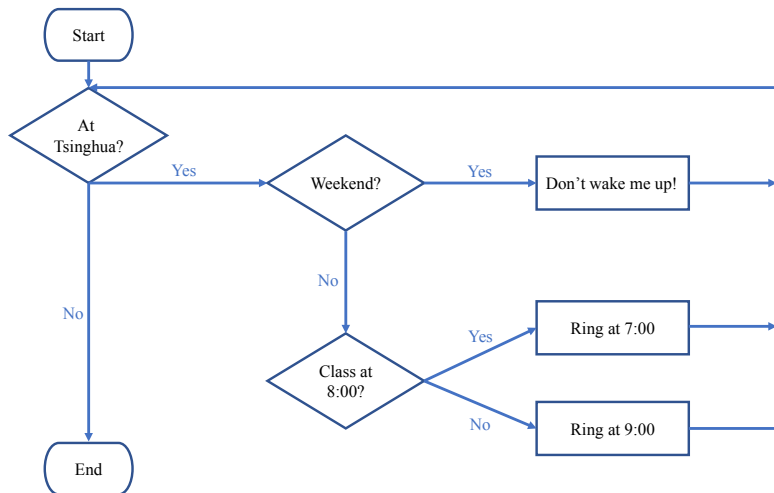 Start
At
Tsinghua?
Yes
Weekend?
Yes
Don’t wake me up!
No
No
Class at
8:00?
Yes
Ring at 7:00
No
Ring at 9:00
End